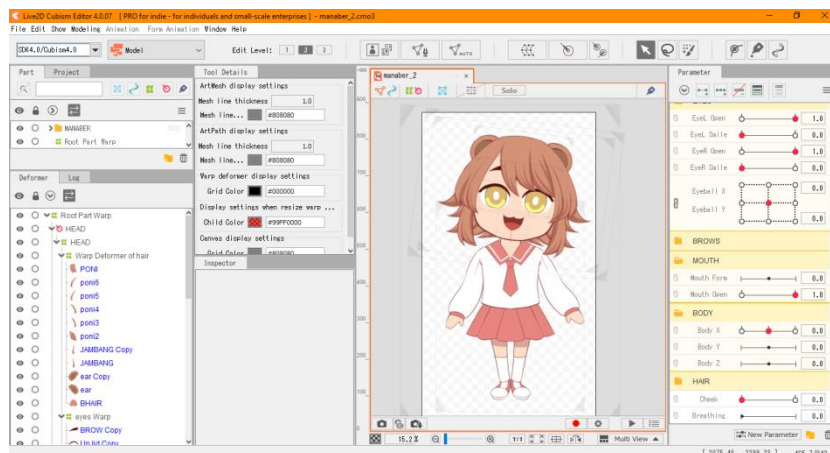 Live2D Cubism Editor 4.0.07 [ PRO for indie - for individuals and small-scale enterprises ] - manaber_2.cmo3
File Edit Show Modeling Animation Form Animation Window Help
SDK4.0/Cubism4.0 Model Edit Level: 1 2 3 AUTO
Part Project
MANABER
Root Part Warp
Deformer Log
Root Part Warp
HEAD
HEAD
Warp Deformer of hair
PONI
poni6
poni5
poni4
poni3
poni2
JAMBANG Copy
JAMBANG
ear Copy
ear
BHAIR
eyes Warp
BROW Copy
Up lid Copy
Tool Details
ArtMesh display settings
Mesh line thickness 1.0
Mesh line... #808080
ArtPath display settings
Mesh line thickness 1.0
Mesh line... #808080
Warp deformer display settings
Grid Color #000000
Display settings when resize warp ...
Child Color #99FF0000
Canvas display settings
Grid Color #808080
Inspector
manaber_2
Solo
15.2% 1:1 Multi View
Parameter
EyeL Open 1.0
EyeL Smile 0.0
EyeR Open 1.0
EyeR Smile 0.0
Eyeball X 0.0
Eyeball Y 0.0
BROWS
MOUTH
Mouth Form 0.0
Mouth Open 1.0
BODY
Body X 0.0
Body Y 0.0
Body Z 0.0
HAIR
Cheek 0.0
Breathing 0.0
New Parameter